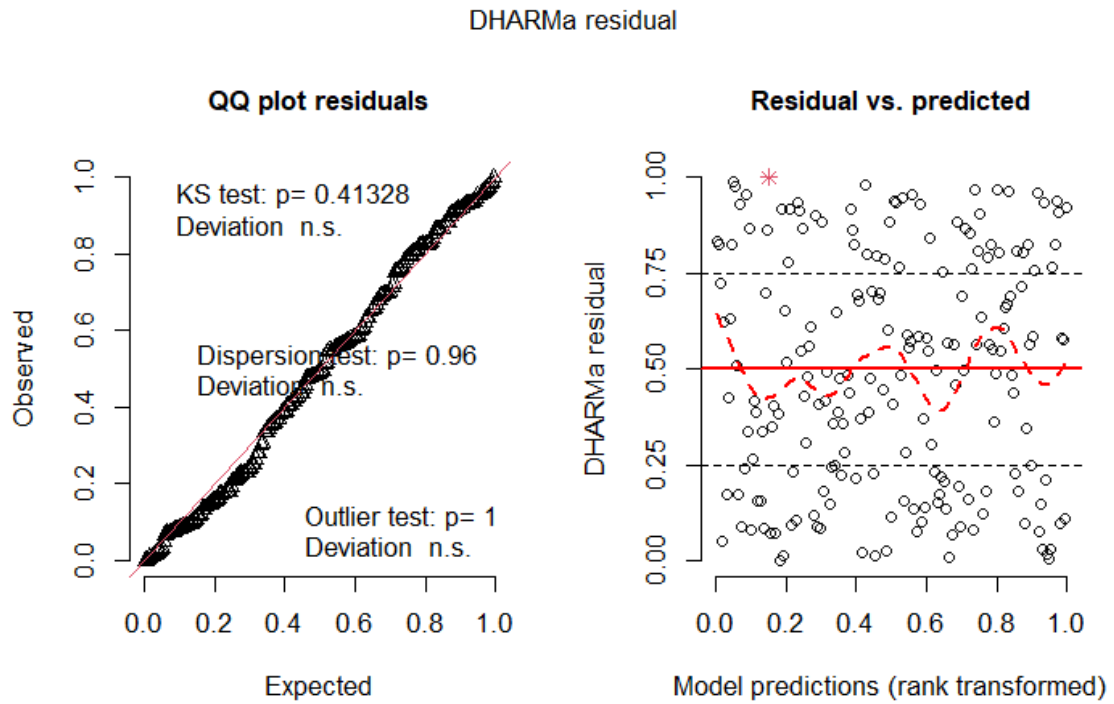 DHARMa residual
QQ plot residuals
KS test: p= 0.41328
Deviation n.s.
Dispersion test: p= 0.96
Deviation n.s.
Outlier test: p= 1
Deviation n.s.
Observed
0.0 0.2 0.4 0.6 0.8 1.0
0.0 0.2 0.4 0.6 0.8 1.0
Expected
Residual vs. predicted
DHARMa residual
0.00 0.25 0.50 0.75 1.00
0.0 0.2 0.4 0.6 0.8 1.0
Model predictions (rank transformed)